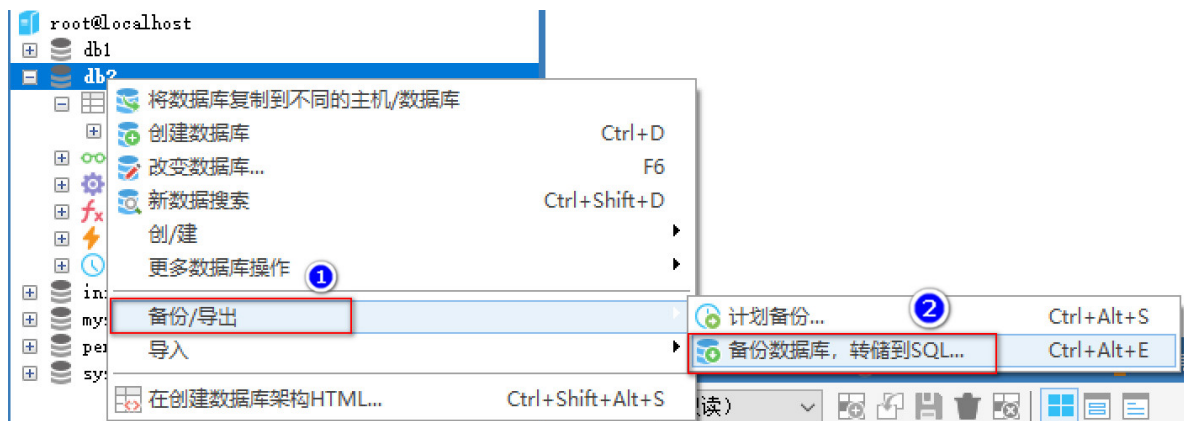 root@localhost
db1
db2
将数据库复制到不同的主机/数据库
创建数据库 Ctrl+D
改变数据库... F6
新数据搜索 Ctrl+Shift+D
创/建
更多数据库操作
1
备份/导出
导入
在创建数据库架构HTML... Ctrl+Shift+Alt+S
2
计划备份... Ctrl+Alt+S
备份数据库，转储到SQL... Ctrl+Alt+E
in
my
per
sy
读)